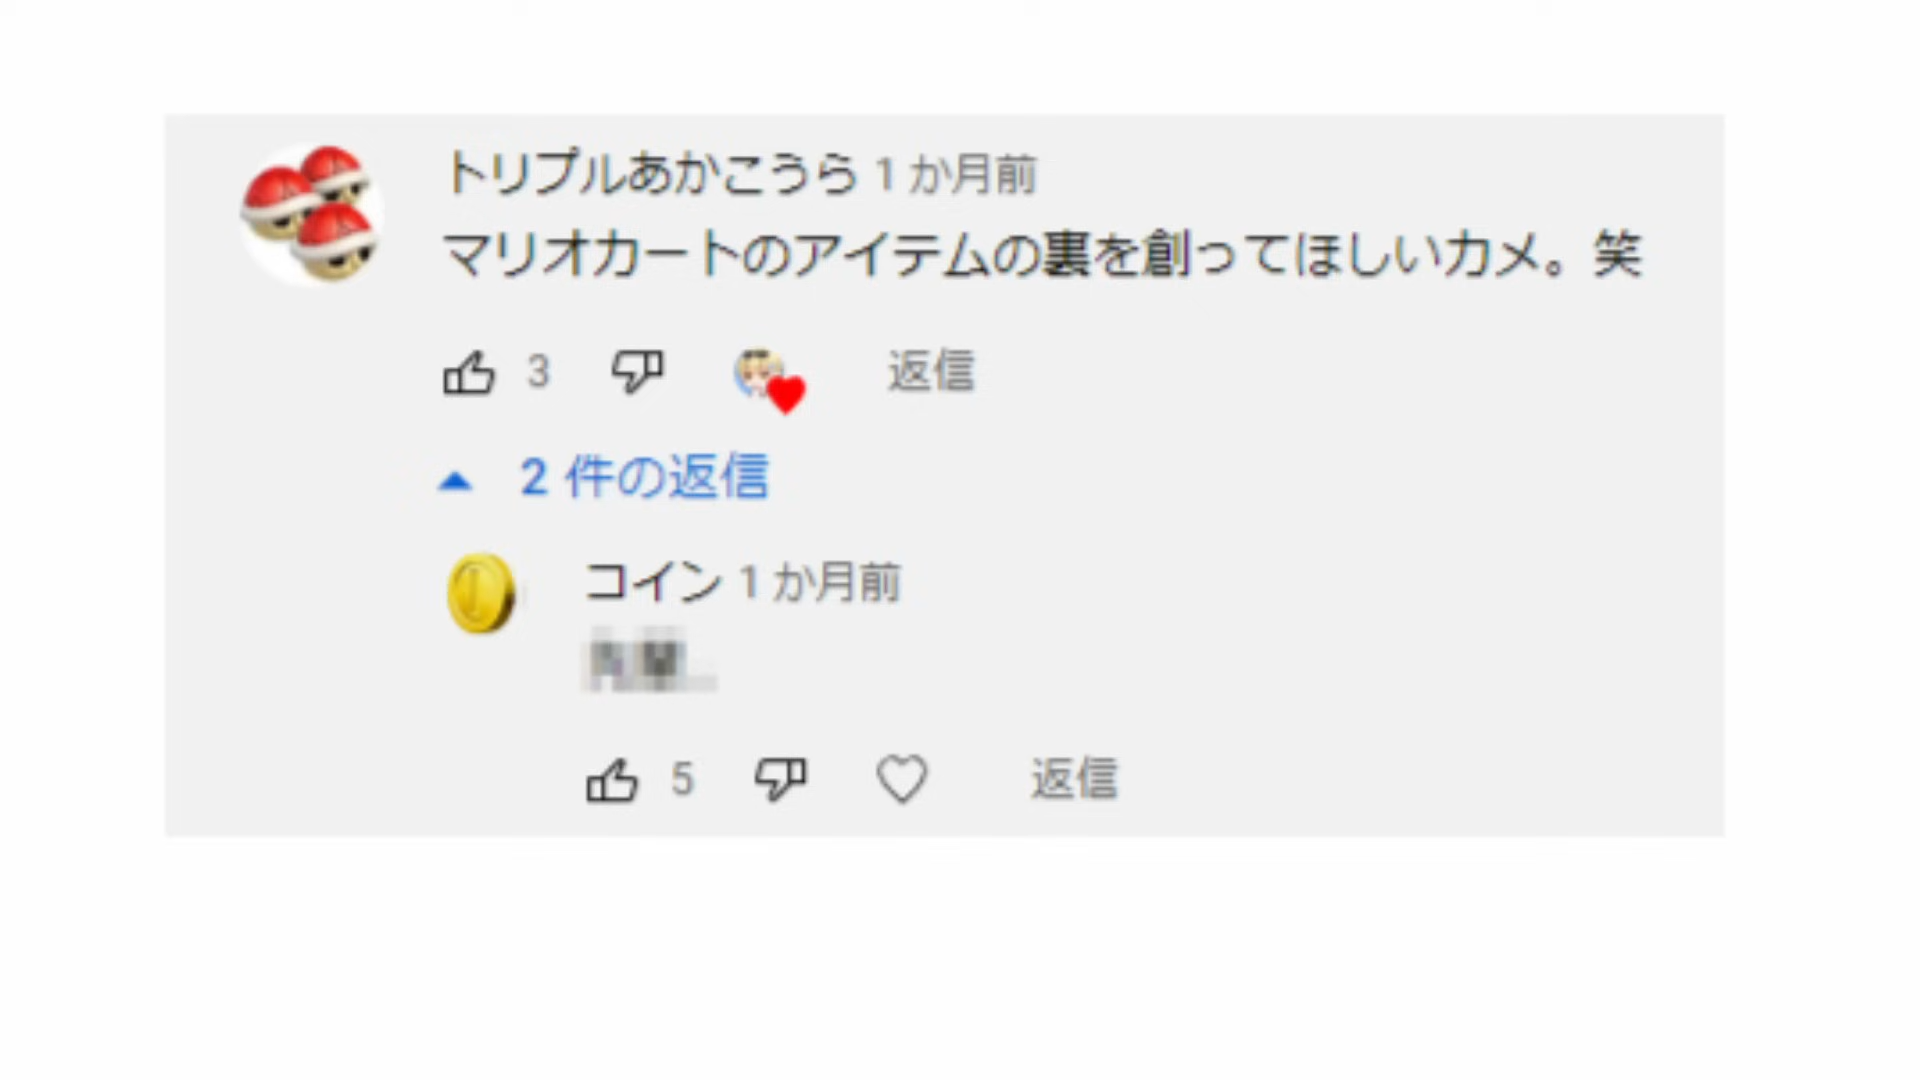 トリプルあかこうら 1 か月前
マリオカートのアイテムの裏を創ってほしいカメ。笑
3 返信
2 件の返信
コイン 1 か月前
5 返信